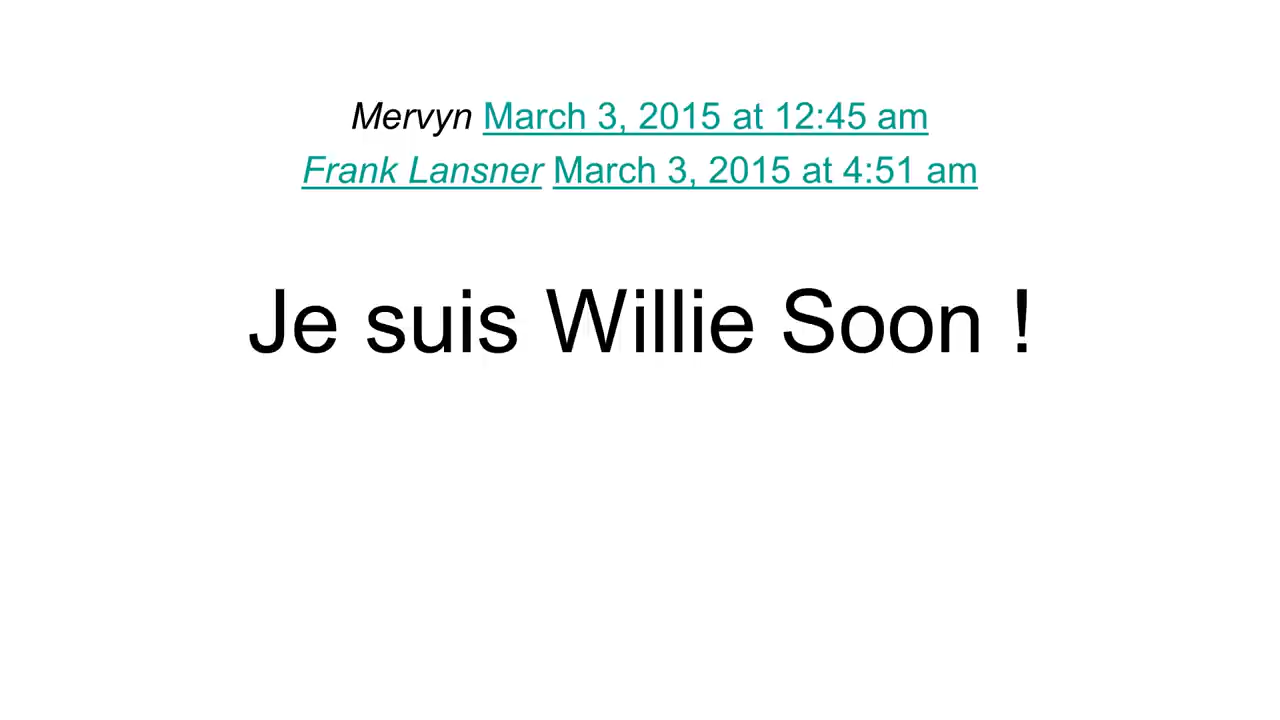 Mervyn March 3, 2015 at 12:45 am
Frank Lansner March 3, 2015 at 4:51 am
Je suis Willie Soon !